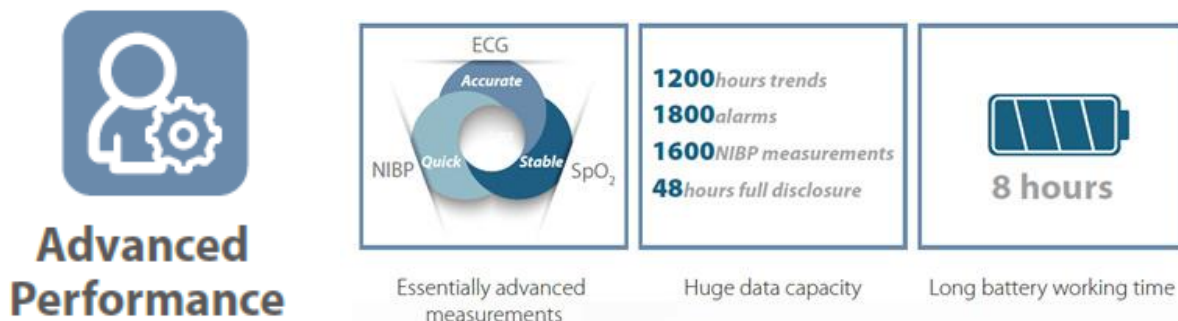 Advanced
Performance
ECG
Accurate
NIBP
Quick
Stable
SpO₂
Essentially advanced
measurements
1200hours trends
1800alarms
1600NIBP measurements
48hours full disclosure
Huge data capacity
8 hours
Long battery working time